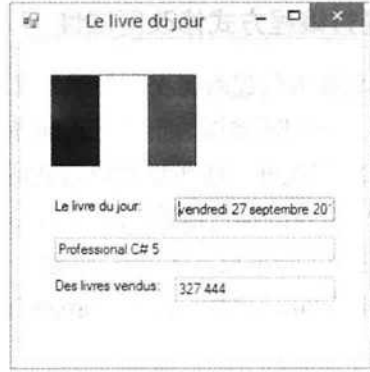 Le livre du jour
Le livre du jour: vendredi 27 septembre 20
Professional C# 5
Des livres vendus: 327 444